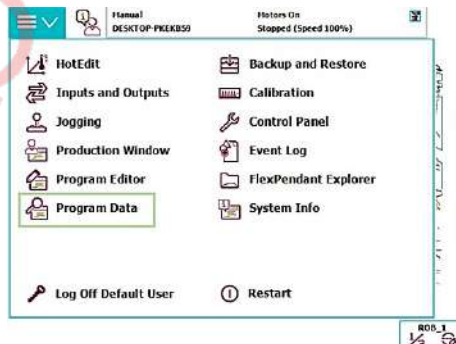 Manual
DESKTOP-PKEKBS9
Motors On
Stopped (Speed 100%)
HotEdit
Inputs and Outputs
Jogging
Production Window
Program Editor
Program Data
Backup and Restore
Calibration
Control Panel
Event Log
FlexPendant Explorer
System Info
Log Off Default User
Restart
ROB_1